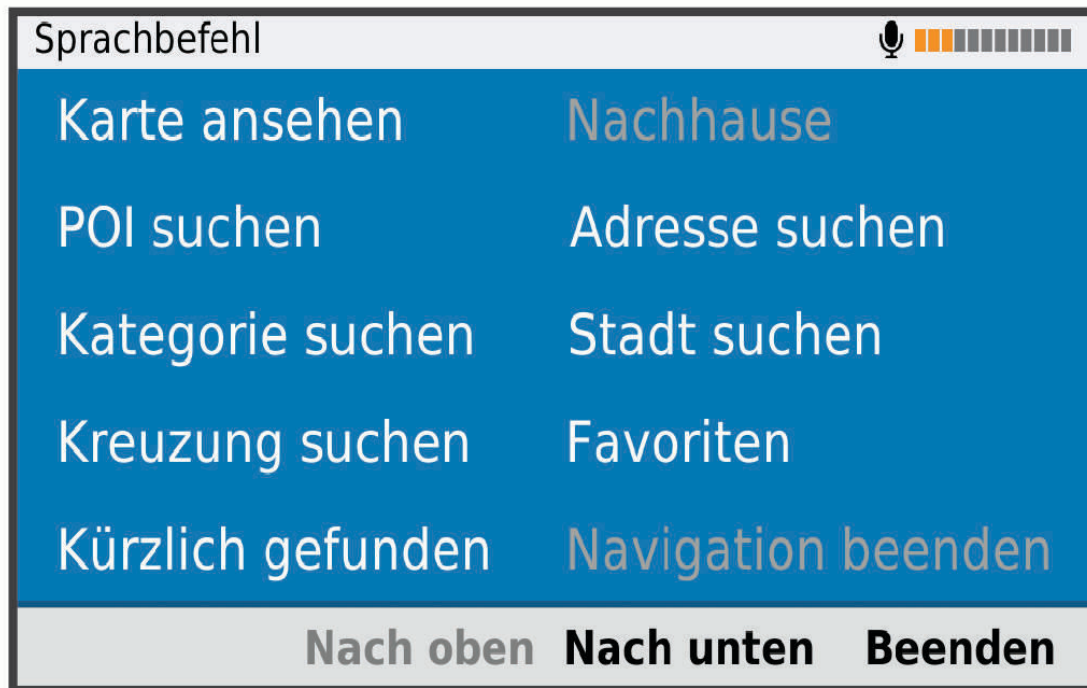 Sprachbefehl
Karte ansehen Nachhause
POI suchen Adresse suchen
Kategorie suchen Stadt suchen
Kreuzung suchen Favoriten
Kürzlich gefunden Navigation beenden
Nach oben Nach unten Beenden